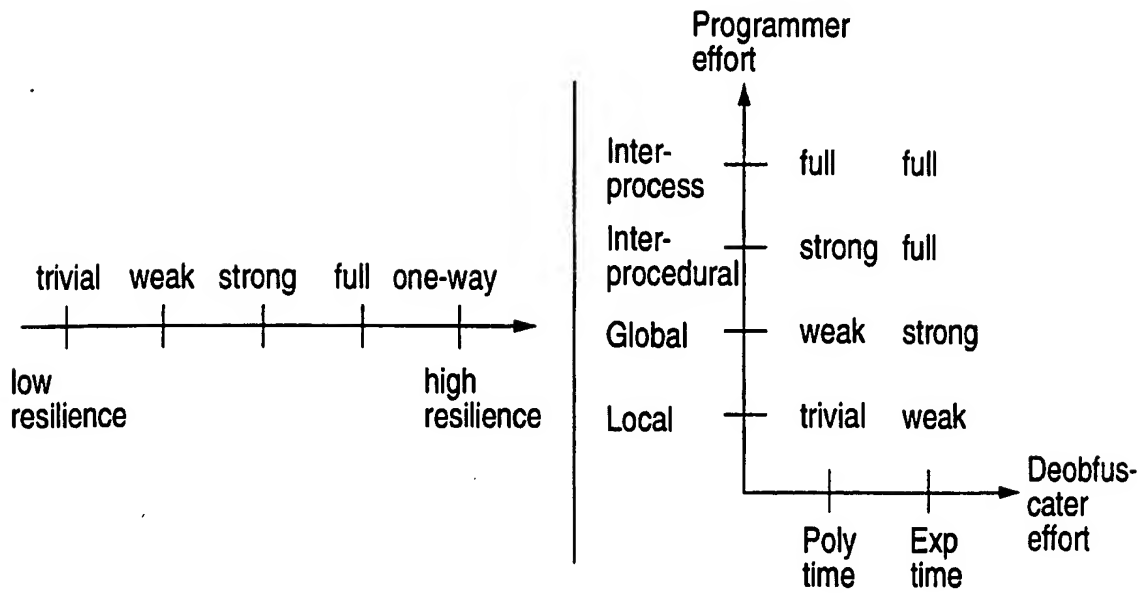 trivial weak strong full one-way
low
resilience
high
resilience
Programmer
effort
Inter-
process
full full
Inter-
procedural
strong full
Global
weak strong
Local
trivial weak
Deobfus-
cater
effort
Poly
time
Exp
time